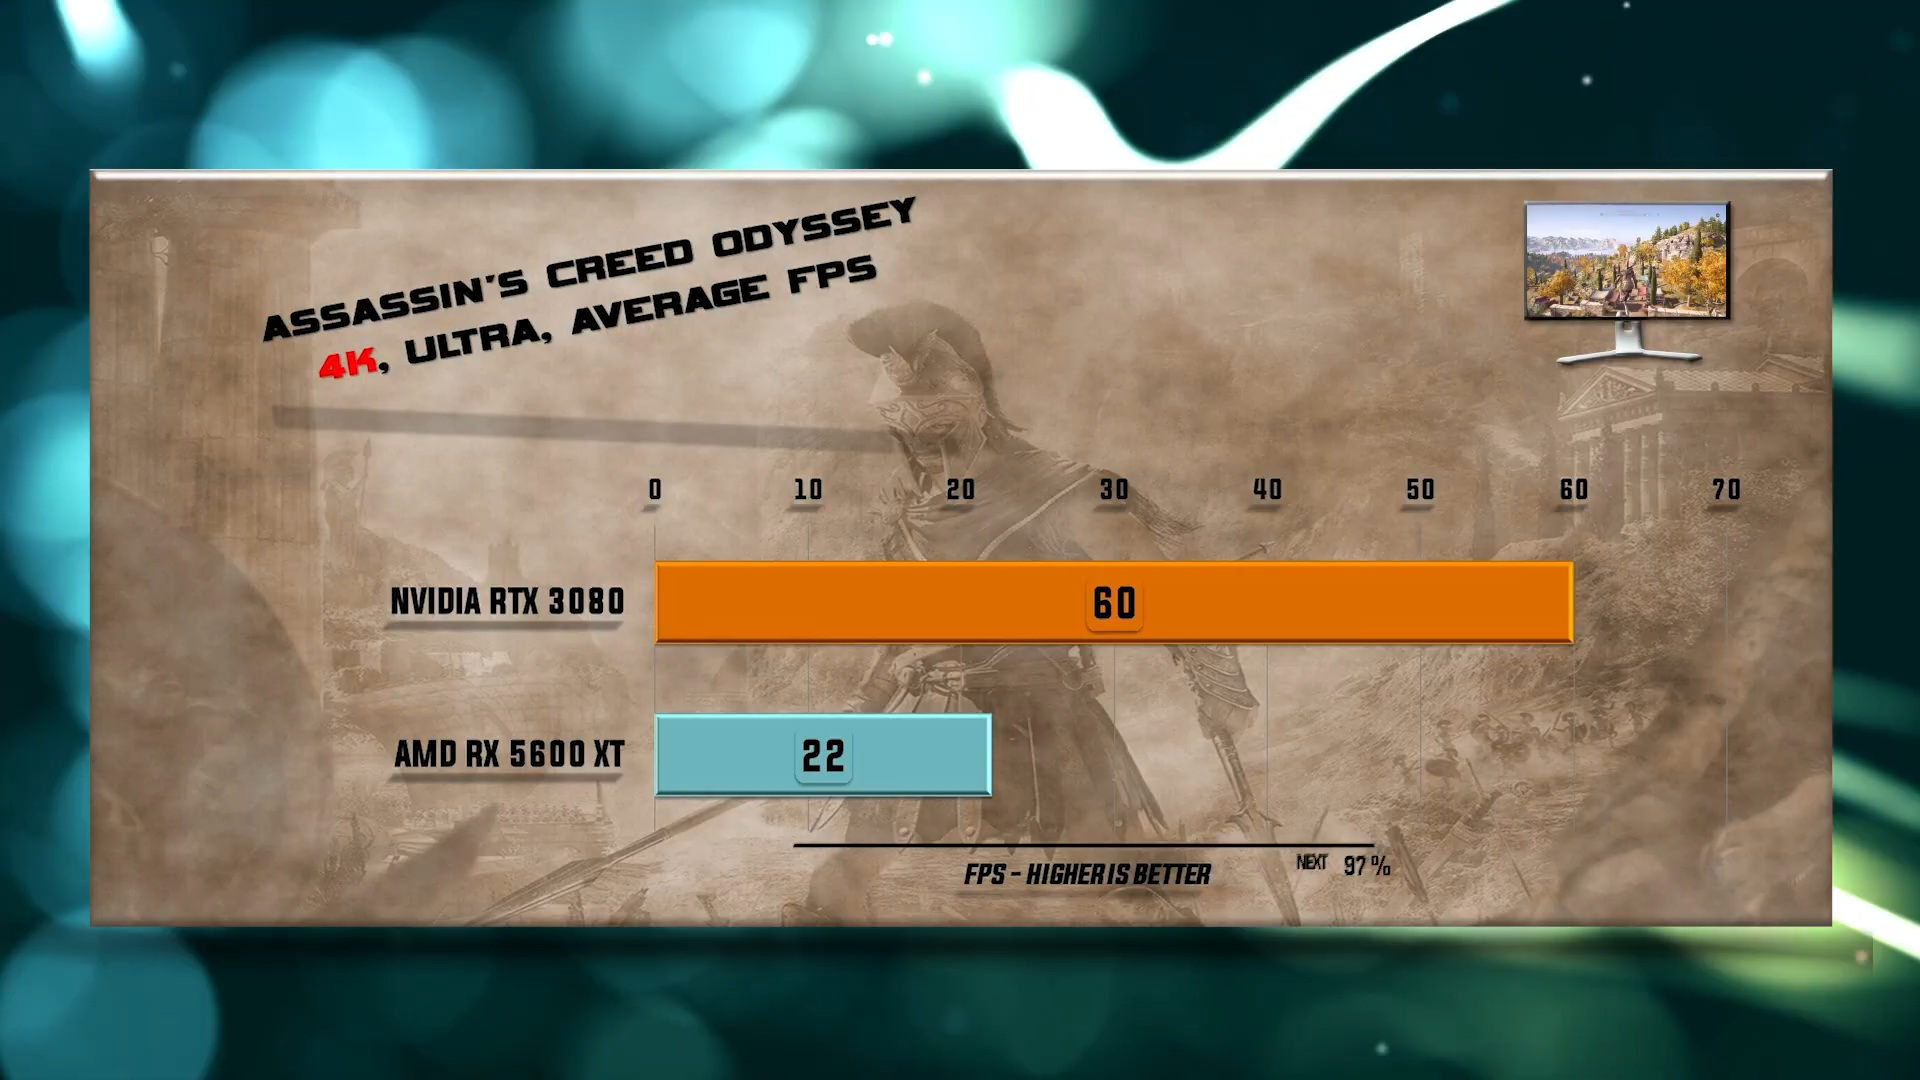 ASSASSIN'S CREED ODYSSEY
4K, ULTRA, AVERAGE FPS
0 10 20 30 40 50 60 70
NVIDIA RTX 3080 60
AMD RX 5600 XT 22
FPS - HIGHER IS BETTER
NEXT 97 %